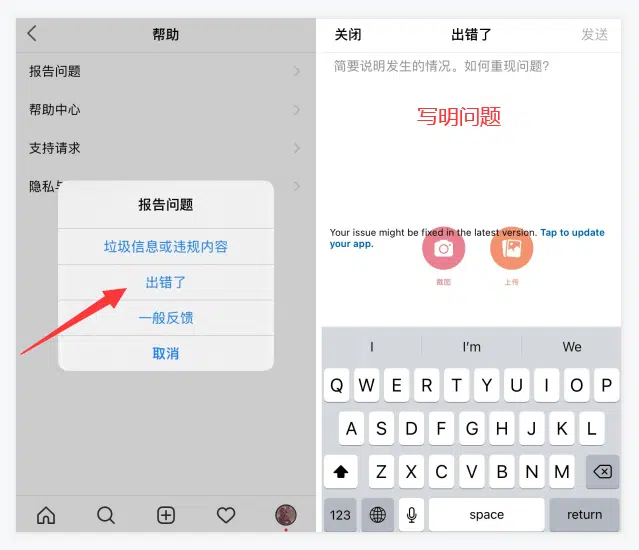 帮助
报告问题
帮助中心
支持请求
隐私与
报告问题
垃圾信息或违规内容
出错了
一般反馈
取消
关闭 出错了 发送
简要说明发生的情况。如何重现问题?
写明问题
Your issue might be fixed in the latest version. Tap to update
your app.
截图 上传
I I'm We
Q W E R T Y U I O P
A S D F G H J K L
Z X C V B N M
123 space return